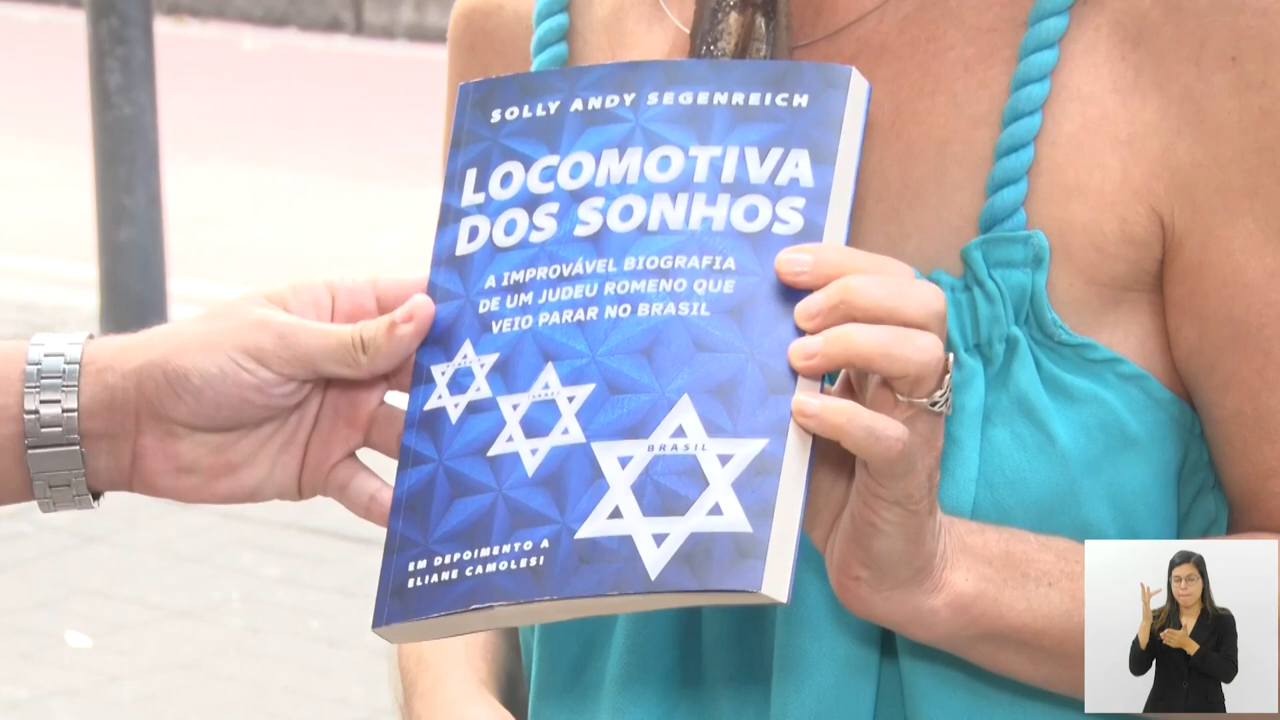 SOLLY ANDY SEGENREICH
LOCOMOTIVA
DOS SONHOS
A IMPROVÁVEL BIOGRAFIA
DE UM JUDEU ROMENO QUE
VEIO PARAR NO BRASIL
BRASIL
EM DEPOIMENTO A
ELIANE CAMOLESI